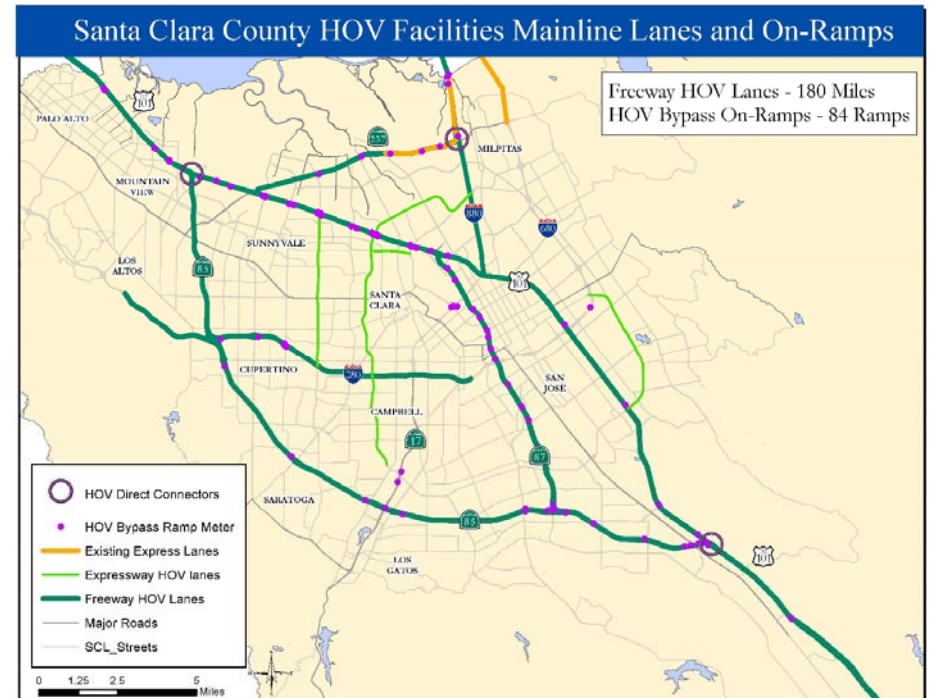 Santa Clara County HOV Facilities Mainline Lanes and On-Ramps
Freeway HOV Lanes - 180 Miles
HOV Bypass On-Ramps - 84 Ramps
101
PALO ALTO
237
MILPITAS
MOUNTAIN
VIEW
880
680
SUNNYVALE
LOS
ALTOS
85
101
SANTA
CLARA
CUPERTINO
280
SAN
JOSE
CAMPBELL
17
87
SARATOGA
85
LOS
GATOS
101
HOV Direct Connectors
HOV Bypass Ramp Meter
Existing Express Lanes
Expressway HOV lanes
Freeway HOV Lanes
Major Roads
SCL_Streets
0 1.25 2.5 5
Miles